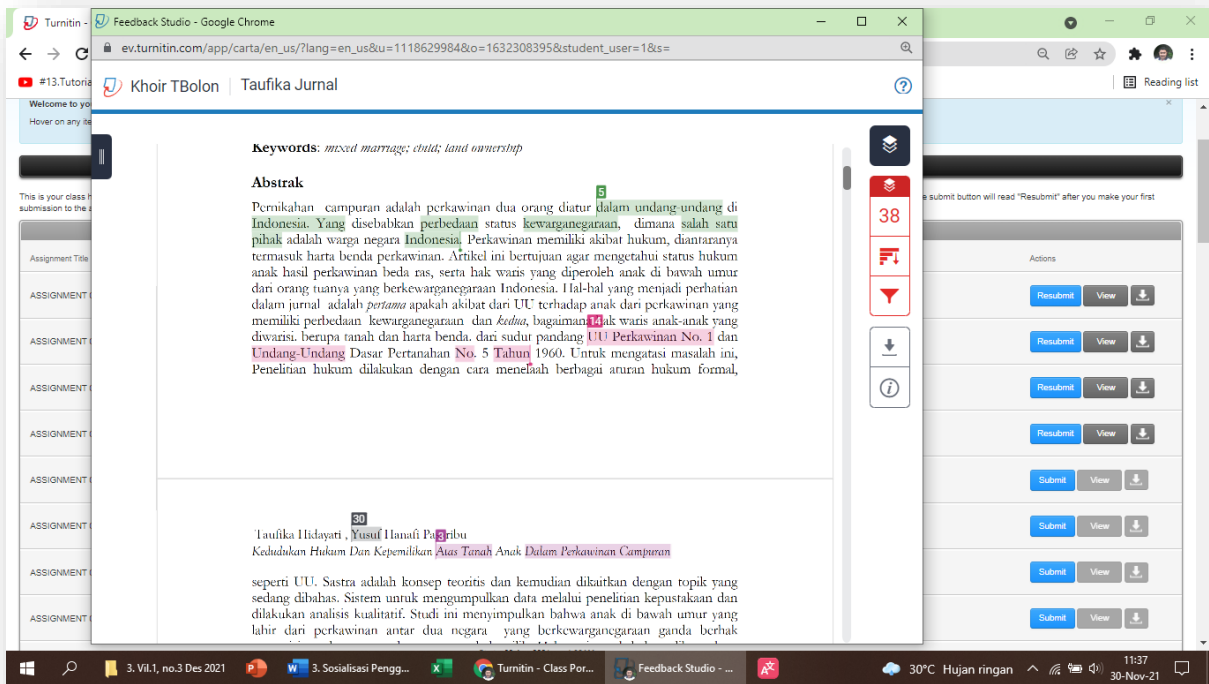 Turnitin -
Feedback Studio - Google Chrome
ev.turnitin.com/app/carta/en_us/?lang=en_us&u=1118629984&o=1632308395&student_user=1&s=
#13.Tutoria
Reading list
Khoir TBolon
Taufika Jurnal
Welcome to yo
Hover on any ite
This is your class h
submission to the a
e submit button will read "Resubmit" after you make your first
Keywords: mixed marriage; child; land ownership
Abstrak
5
Pernikahan campuran adalah perkawinan dua orang diatur dalam undang-undang di
Indonesia. Yang disebabkan perbedaan status kewarganegaraan, dimana salah satu
pihak adalah warga negara Indonesia. Perkawinan memiliki akibat hukum, diantaranya
termasuk harta benda perkawinan. Artikel ini bertujuan agar mengetahui status hukum
anak hasil perkawinan beda ras, serta hak waris yang diperoleh anak di bawah umur
dari orang tuanya yang berkewarganegaraan Indonesia. Hal-hal yang menjadi perhatian
dalam jurnal adalah pertama apakah akibat dari UU terhadap anak dari perkawinan yang
memiliki perbedaan kewarganegaraan dan kedua, bagaimana 14 ak waris anak-anak yang
diwarisi. berupa tanah dan harta benda. dari sudut pandang UU Perkawinan No. 1 dan
Undang-Undang Dasar Pertanahan No. 5 Tahun 1960. Untuk mengatasi masalah ini,
Penelitian hukum dilakukan dengan cara menelaah berbagai aturan hukum formal,
30
Taufika Hidayati , Yusuf Hanafi Pa ribu
Kedudukan Hukum Dan Kepemilikan Atas Tanah Anak Dalam Perkawinan Campuran
seperti UU. Sastra adalah konsep teoritis dan kemudian dikaitkan dengan topik yang
sedang dibahas. Sistem untuk mengumpulkan data melalui penelitian kepustakaan dan
dilakukan analisis kualitatif. Studi ini menyimpulkan bahwa anak di bawah umur yang
lahir dari perkawinan antar dua negara yang berkewarganegaraan ganda berhak
38
Assignment Title
Actions
ASSIGNMENT
Resubmit View
ASSIGNMENT
Resubmit View
ASSIGNMENT
Resubmit View
ASSIGNMENT
Resubmit View
ASSIGNMENT
Submit View
ASSIGNMENT
Submit View
ASSIGNMENT
Submit View
ASSIGNMENT
Submit View
3. Vil.1, no.3 Des 2021
3. Sosialisasi Pengg...
Turnitin - Class Por...
Feedback Studio - ...
30°C Hujan ringan
11:37
30-Nov-21